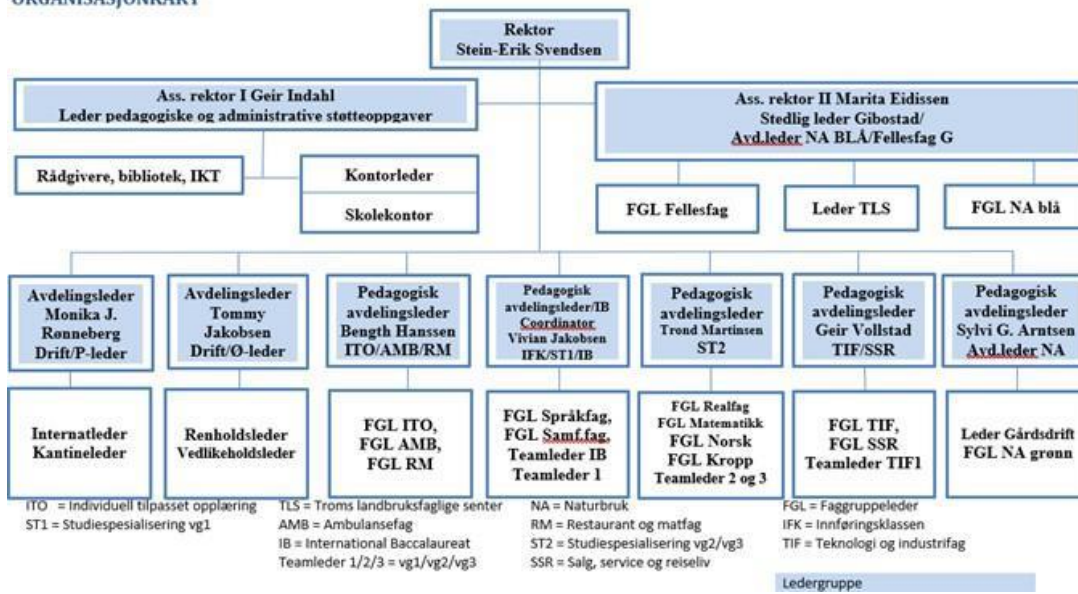 ORGANISASJONKART
Rektor
Stein-Erik Svendsen
Ass. rektor I Geir Indahl
Leder pedagogiske og administrative støtteoppgaver
Ass. rektor II Marita Eidissen
Stedlig leder Gibostad/
Avd.leder NA BLÅ/Fellesfag G
Rådgivere, bibliotek, IKT
Kontorleder
Skolekontor
FGL Fellesfag
Leder TLS
FGL NA blå
Avdelingsleder
Monika J.
Rønneberg
Drift/P-leder
Avdelingsleder
Tommy
Jakobsen
Drift/Ø-leder
Pedagogisk
avdelingsleder
Bength Hanssen
ITO/AMB/RM
Pedagogisk
avdelingsleder/IB
Coordinator
Vivian Jakobsen
IFK/ST1/IB
Pedagogisk
avdelingsleder
Trond Martinsen
ST2
Pedagogisk
avdelingsleder
Geir Vollstad
TIF/SSR
Pedagogisk
avdelingsleder
Sylvi G. Arntsen
Avd.leder NA
Internatleder
Kantineleder
Renholdsleder
Vedlikeholdsleder
FGL ITO,
FGL AMB,
FGL RM
FGL Språkfag,
FGL Samf.fag,
Teamleder IB
Teamleder 1
FGL Realfag
FGL Matematikk
FGL Norsk
FGL Kropp
Teamleder 2 og 3
FGL TIF,
FGL SSR
Teamleder TIF1
Leder Gårdsdrift
FGL NA grønn
ITO = Individuell tilpasset opplæring
ST1 = Studiespesialisering vg1
TLS = Troms landbruksfaglige senter
AMB = Ambulansefag
IB = International Baccalaureat
Teamleder 1/2/3 = vg1/vg2/vg3
NA = Naturbruk
RM = Restaurant og matfag
ST2 = Studiespesialisering vg2/vg3
SSR = Salg, service og reiseliv
FGL = Faggruppeleder
IFK = Innføringsklassen
TIF = Teknologi og industrifag
Ledergruppe